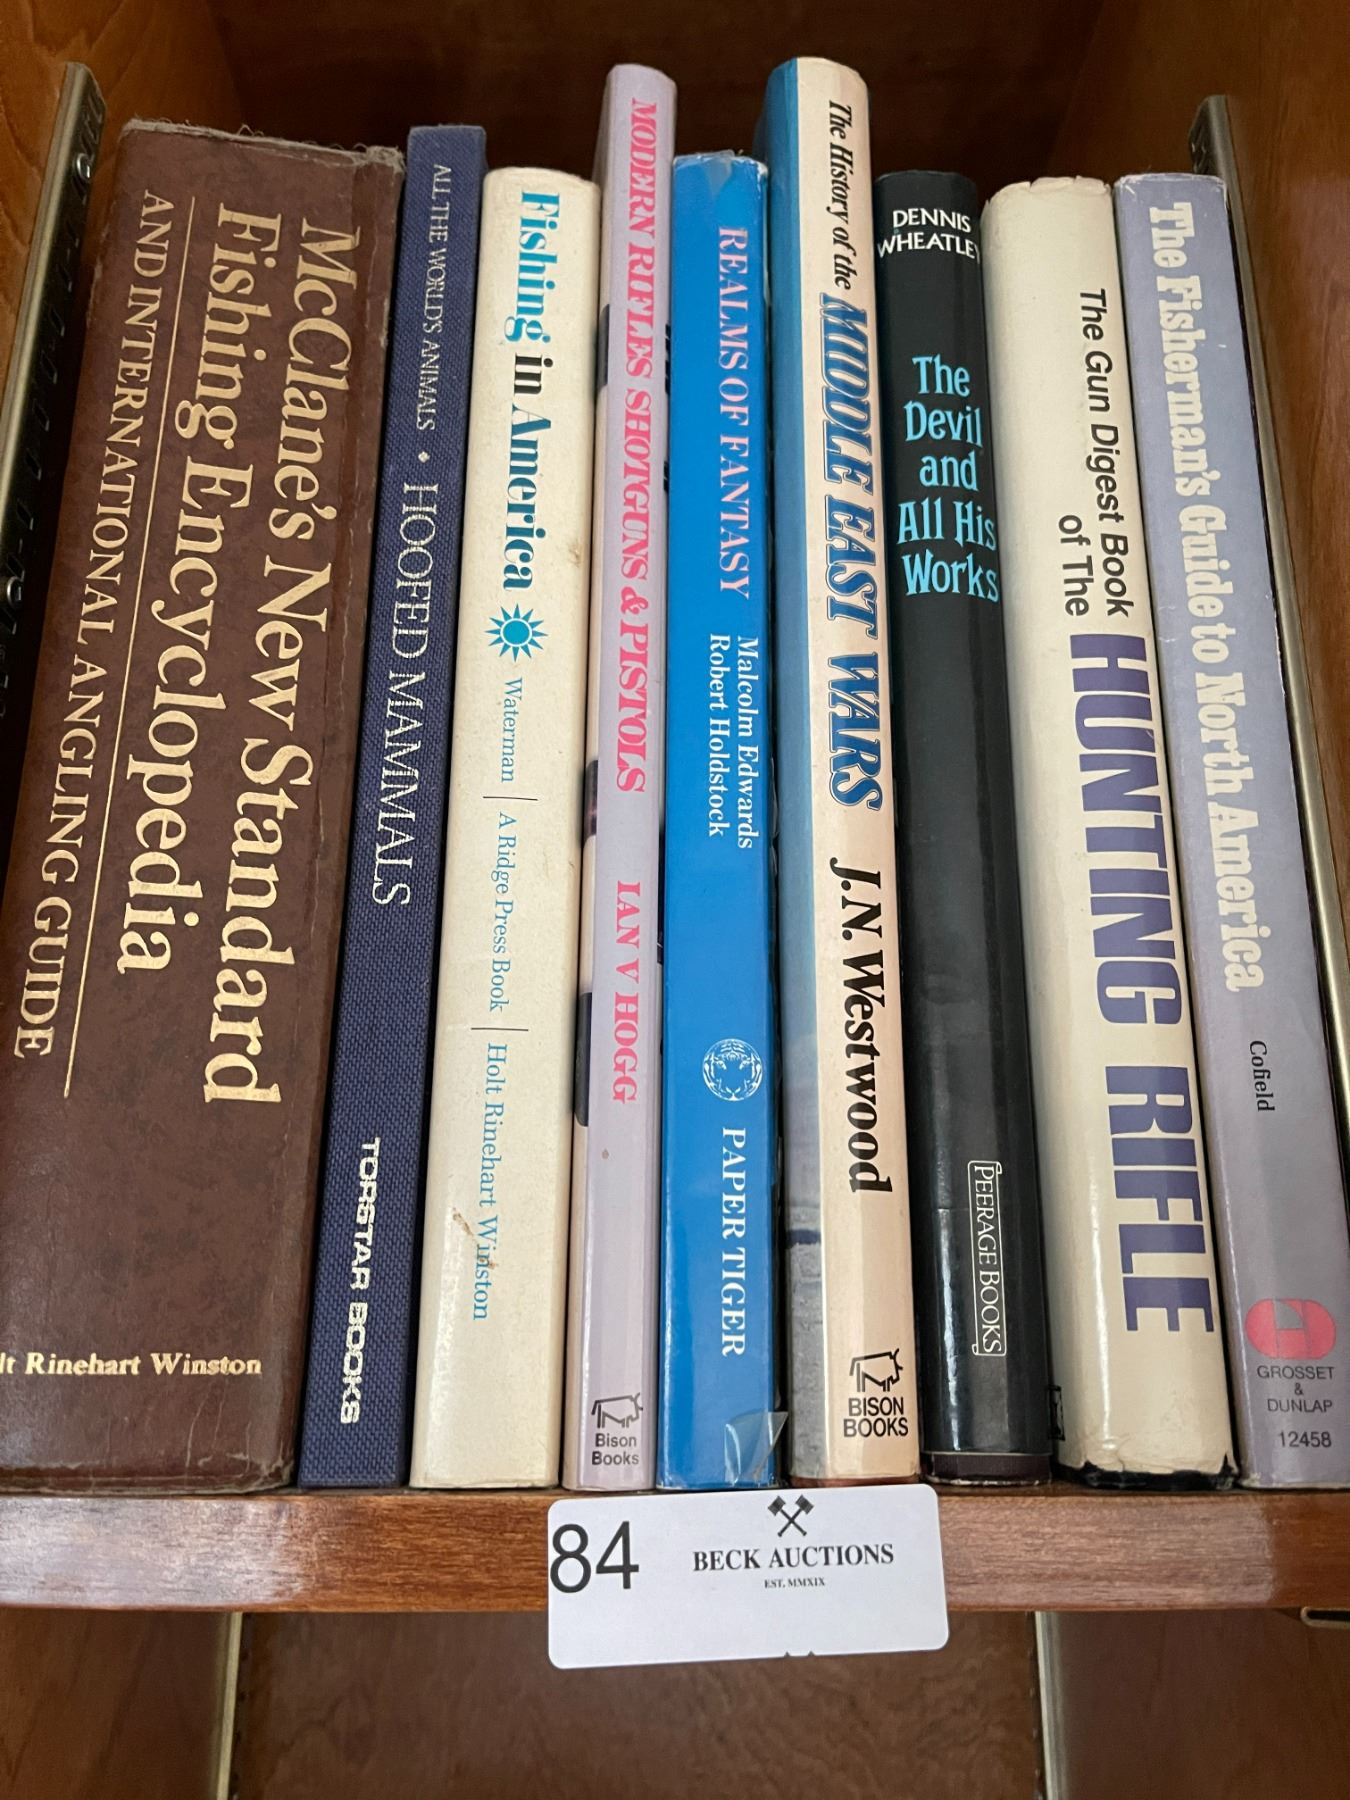 McClane's New Standard
Fishing Encyclopedia
AND INTERNATIONAL ANGLING GUIDE
lt Rinehart Winston
ALL THE WORLD'S ANIMALS • HOOFED MAMMALS
TORSTAR BOOKS
Fishing in America
Waterman | A Ridge Press Book | Holt Rinehart Winston
MODERN RIFLES SHOTGUNS & PISTOLS
IAN V HOGG
Bison
Books
REALMS OF FANTASY
Malcolm Edwards
Robert Holdstock
PAPER TIGER
The History of the MIDDLE EAST WARS
J.N. Westwood
BISON
BOOKS
DENNIS
WHEATLEY
The
Devil
and
All His
Works
PEERAGE BOOKS
The Gun Digest Book
of The
HUNTING RIFLE
The Fisherman's Guide to North America
Cofield
GROSSET
&
DUNLAP
12458
84
BECK AUCTIONS
EST. MMXIX